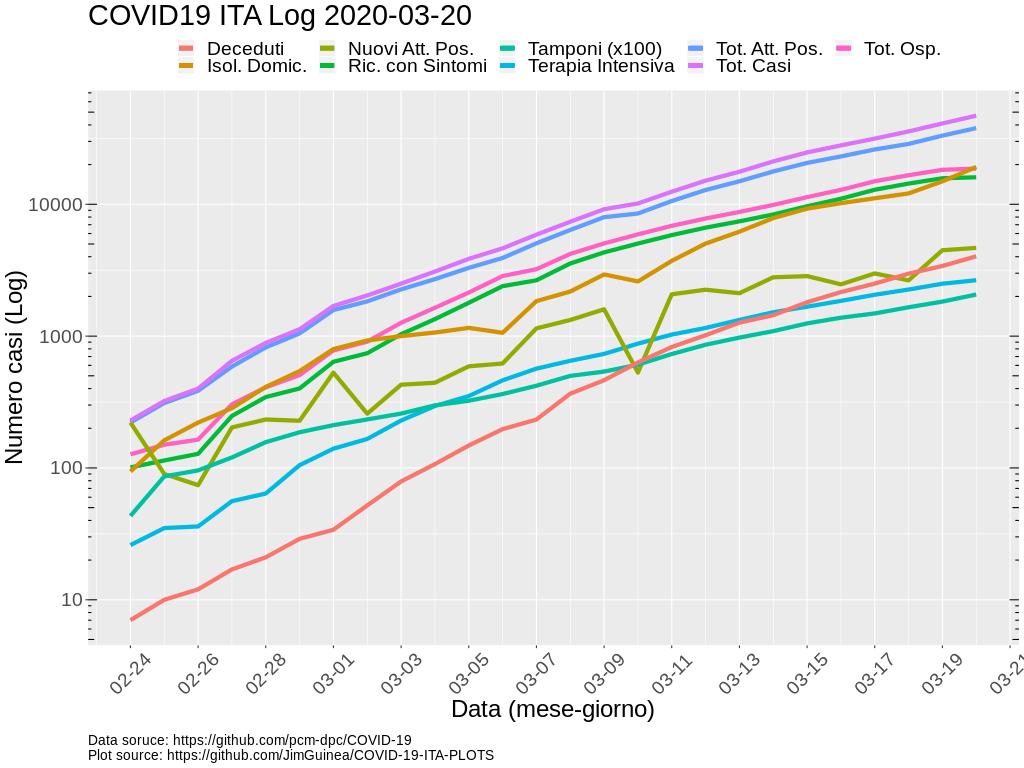 COVID19 ITA Log 2020-03-20
Deceduti Nuovi Att. Pos. Tamponi (x100) Tot. Att. Pos. Tot. Osp.
Isol. Domic. Ric. con Sintomi Terapia Intensiva Tot. Casi
Numero casi (Log)
10000
1000
100
10
02-24 02-26 02-28 03-01 03-03 03-05 03-07 03-09 03-11 03-13 03-15 03-17 03-19 03-21
Data (mese-giorno)
Data soruce: https://github.com/pcm-dpc/COVID-19
Plot source: https://github.com/JimGuinea/COVID-19-ITA-PLOTS